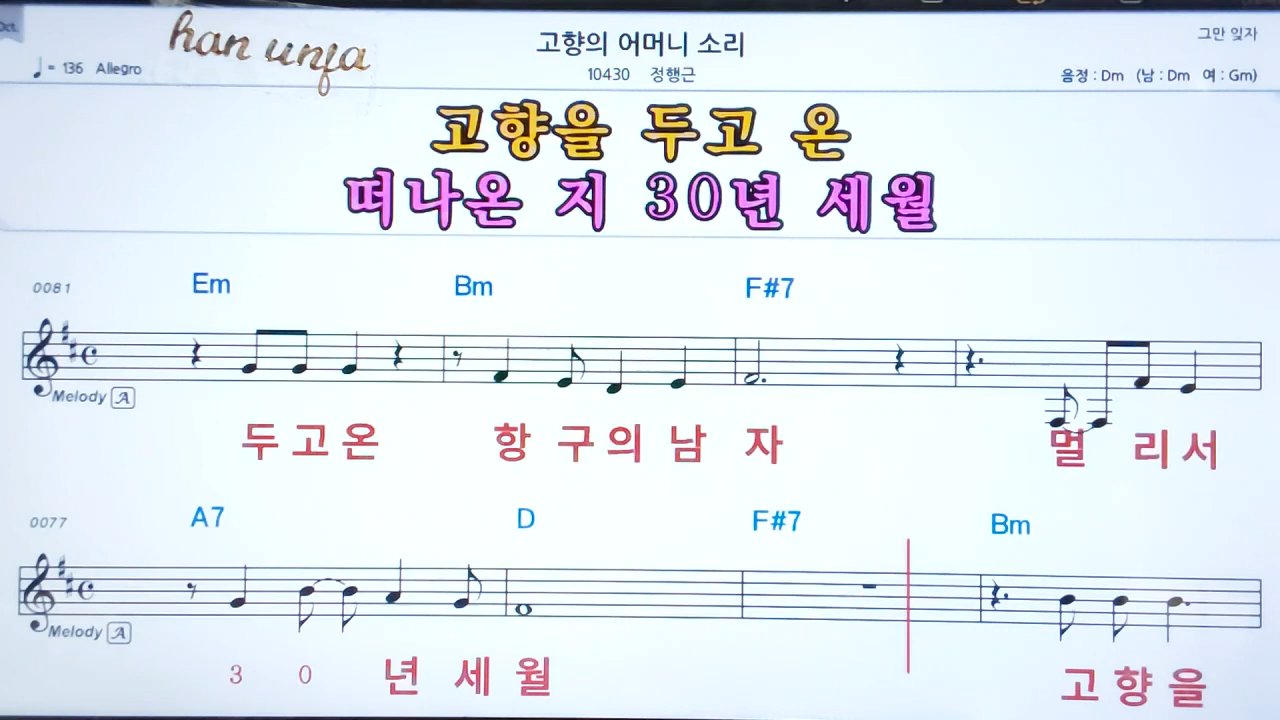 Oct.
han unja
고향의 어머니 소리
그만 잊자
♩= 136 Allegro
10430 정행근
음정 : Dm (남 : Dm 여 : Gm)
고향을 두고 온
떠나온 지 30년 세월
0081 Em Bm F#7
Melody A
두고온 항구의남 자 멀 리서
0077 A7 D F#7 Bm
Melody A
30 년 세 월 고향을